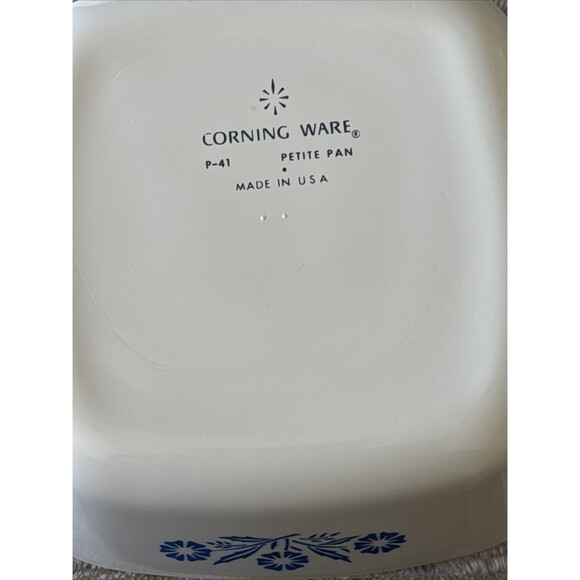 CORNING WARE®
P-41 PETITE PAN
•
MADE IN USA